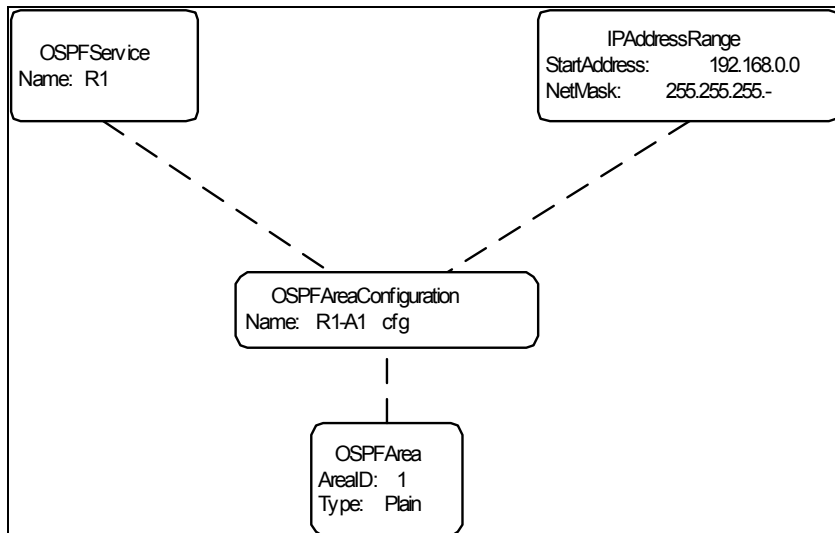 OSPFService
Name: R1
IPAddressRange
StartAddress: 192.168.0.0
NetMask: 255.255.255.-
OSPFAreaConfiguration
Name: R1-A1 cfg
OSPFArea
AreaID: 1
Type: Plain